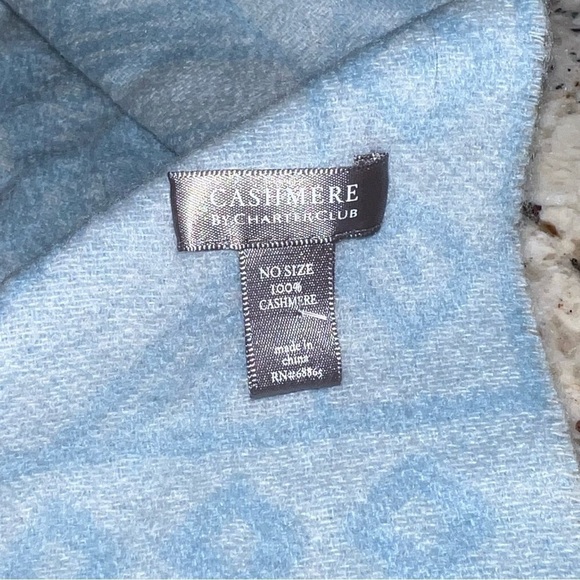 CASHMERE
BY CHARTER CLUB
NO SIZE
100%
CASHMERE
made in
china
RN#68865